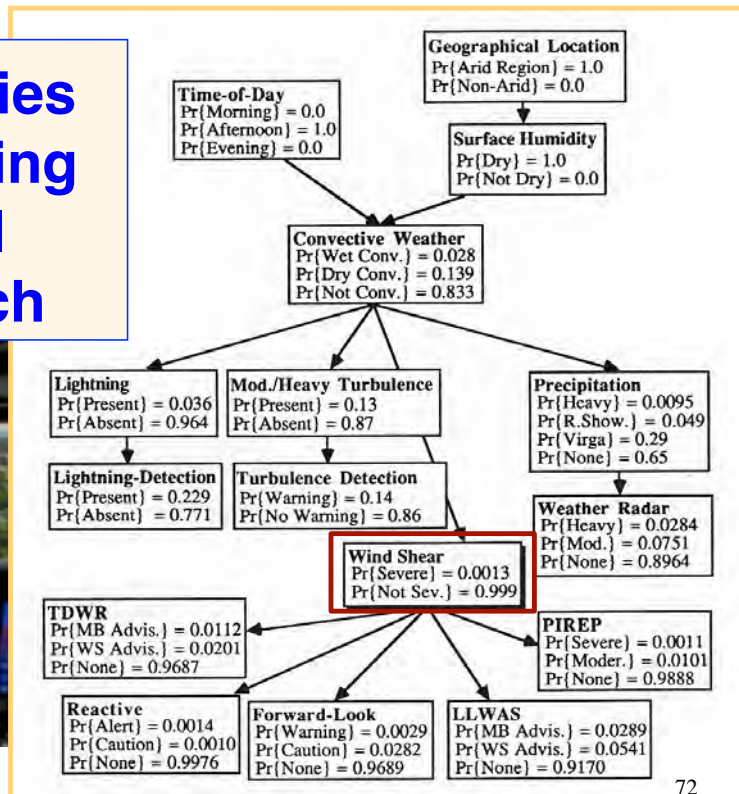 ies
ing
l
ch
Geographical Location
Pr{Arid Region} = 1.0
Pr{Non-Arid} = 0.0
Time-of-Day
Pr{Morning} = 0.0
Pr{Afternoon} = 1.0
Pr{Evening} = 0.0
Surface Humidity
Pr{Dry} = 1.0
Pr{Not Dry} = 0.0
Convective Weather
Pr{Wet Conv.} = 0.028
Pr{Dry Conv.} = 0.139
Pr{Not Conv.} = 0.833
Lightning
Pr{Present} = 0.036
Pr{Absent} = 0.964
Mod./Heavy Turbulence
Pr{Present} = 0.13
Pr{Absent} = 0.87
Precipitation
Pr{Heavy} = 0.0095
Pr{R.Show.} = 0.049
Pr{Virga} = 0.29
Pr{None} = 0.65
Lightning-Detection
Pr{Present} = 0.229
Pr{Absent} = 0.771
Turbulence Detection
Pr{Warning} = 0.14
Pr{No Warning} = 0.86
Weather Radar
Pr{Heavy} = 0.0284
Pr{Mod.} = 0.0751
Pr{None} = 0.8964
Wind Shear
Pr{Severe} = 0.0013
Pr{Not Sev.} = 0.999
TDWR
Pr{MB Advis.} = 0.0112
Pr{WS Advis.} = 0.0201
Pr{None} = 0.9687
PIREP
Pr{Severe} = 0.0011
Pr{Moder.} = 0.0101
Pr{None} = 0.9888
Reactive
Pr{Alert} = 0.0014
Pr{Caution} = 0.0010
Pr{None} = 0.9976
Forward-Look
Pr{Warning} = 0.0029
Pr{Caution} = 0.0282
Pr{None} = 0.9689
LLWAS
Pr{MB Advis.} = 0.0289
Pr{WS Advis.} = 0.0541
Pr{None} = 0.9170
72